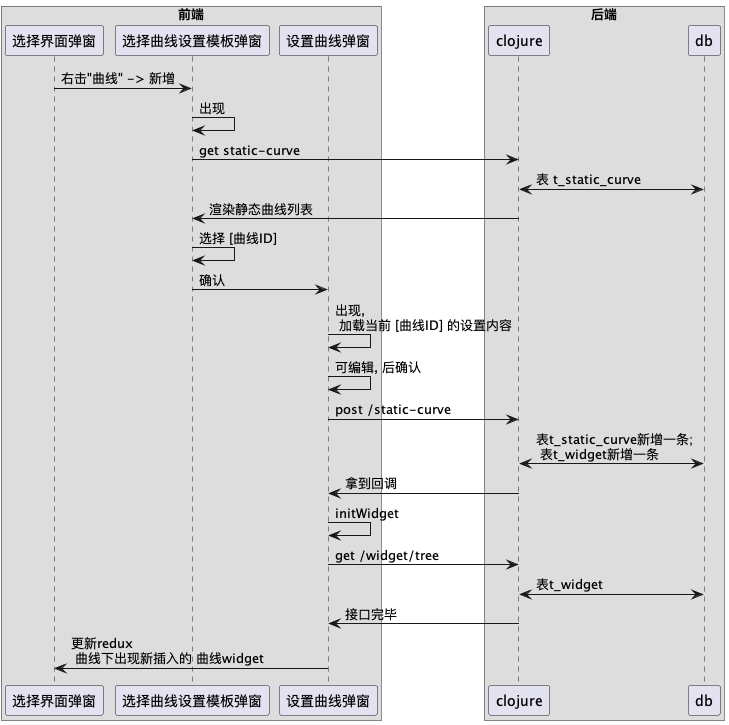 前端
后端
选择界面弹窗
选择曲线设置模板弹窗
设置曲线弹窗
clojure
db
右击"曲线" -> 新增
出现
get static-curve
表 t_static_curve
渲染静态曲线列表
选择 [曲线ID]
确认
出现,
加载当前 [曲线ID] 的设置内容
可编辑, 后确认
post /static-curve
表t_static_curve新增一条;
表t_widget新增一条
拿到回调
initWidget
get /widget/tree
表t_widget
接口完毕
更新redux
曲线下出现新插入的 曲线widget
选择界面弹窗
选择曲线设置模板弹窗
设置曲线弹窗
clojure
db